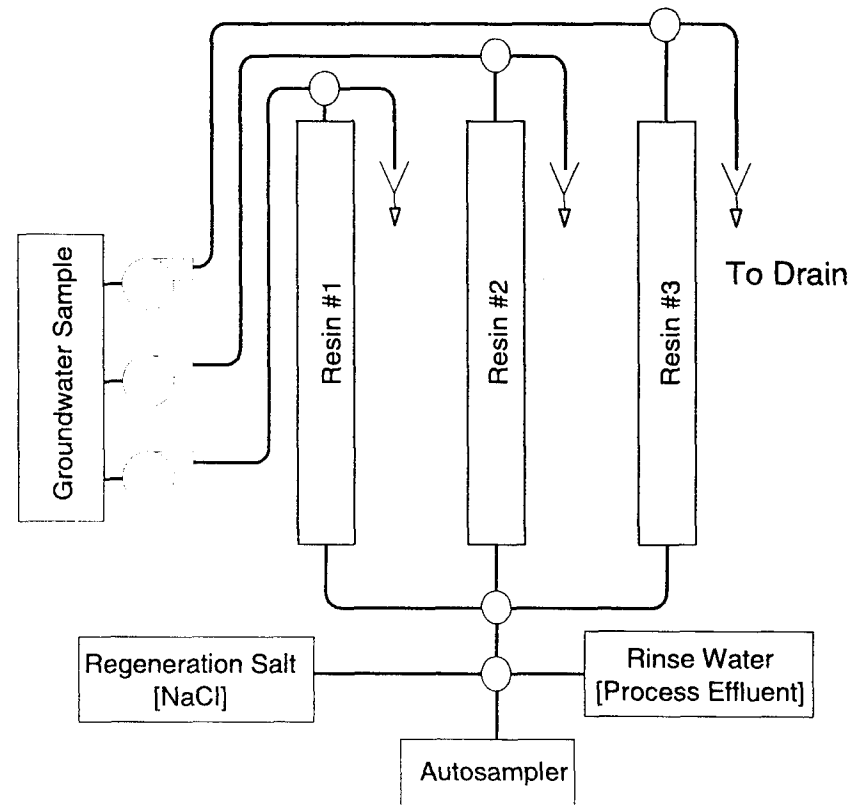 Groundwater Sample
Resin #1
Resin #2
Resin #3
To Drain
Regeneration Salt
[NaCl]
Rinse Water
[Process Effluent]
Autosampler